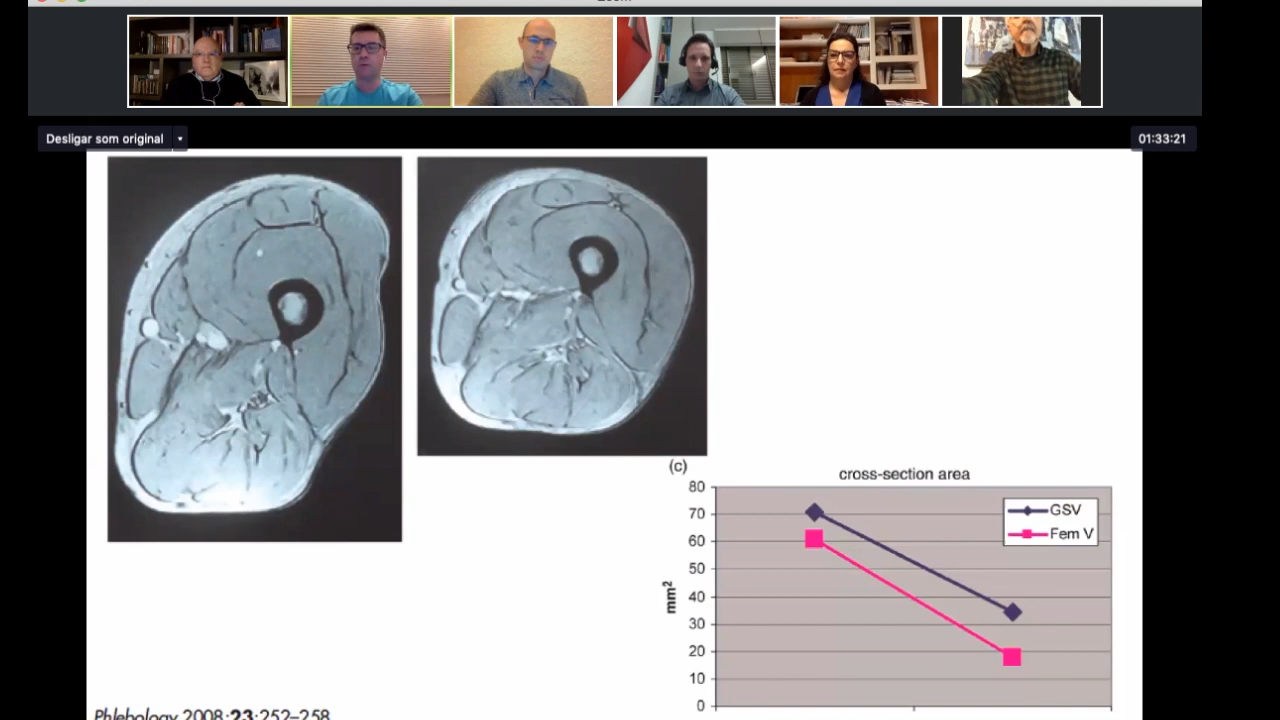 Desligar som original
01:33:21
(c)
cross-section area
80
70
60
50
40
30
20
10
0
mm²
GSV
Fem V
Phlebology 2008;23:252–258